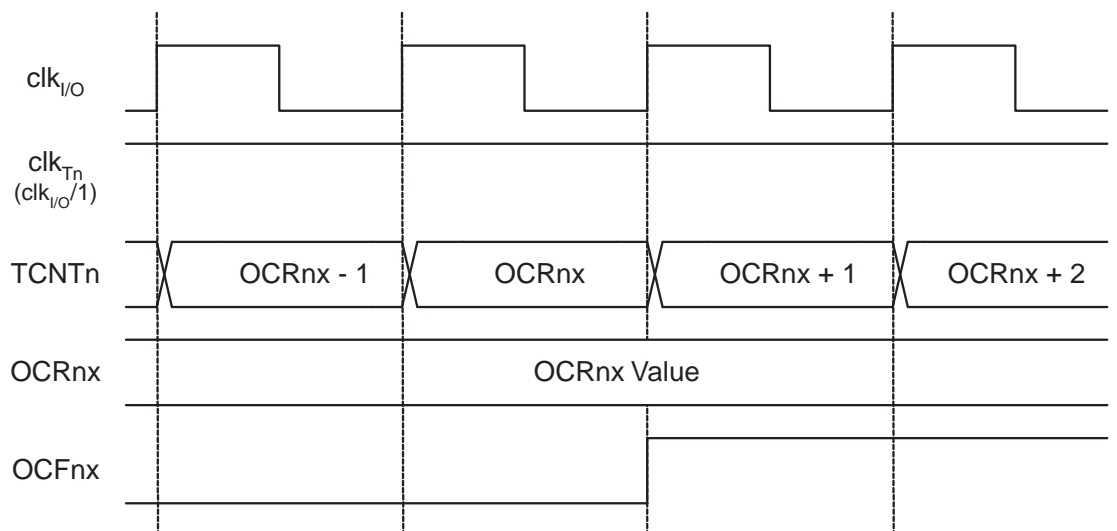 clkI/O
clkTn
(clkI/O/1)
TCNTn
OCRnx - 1
OCRnx
OCRnx + 1
OCRnx + 2
OCRnx
OCRnx Value
OCFnx